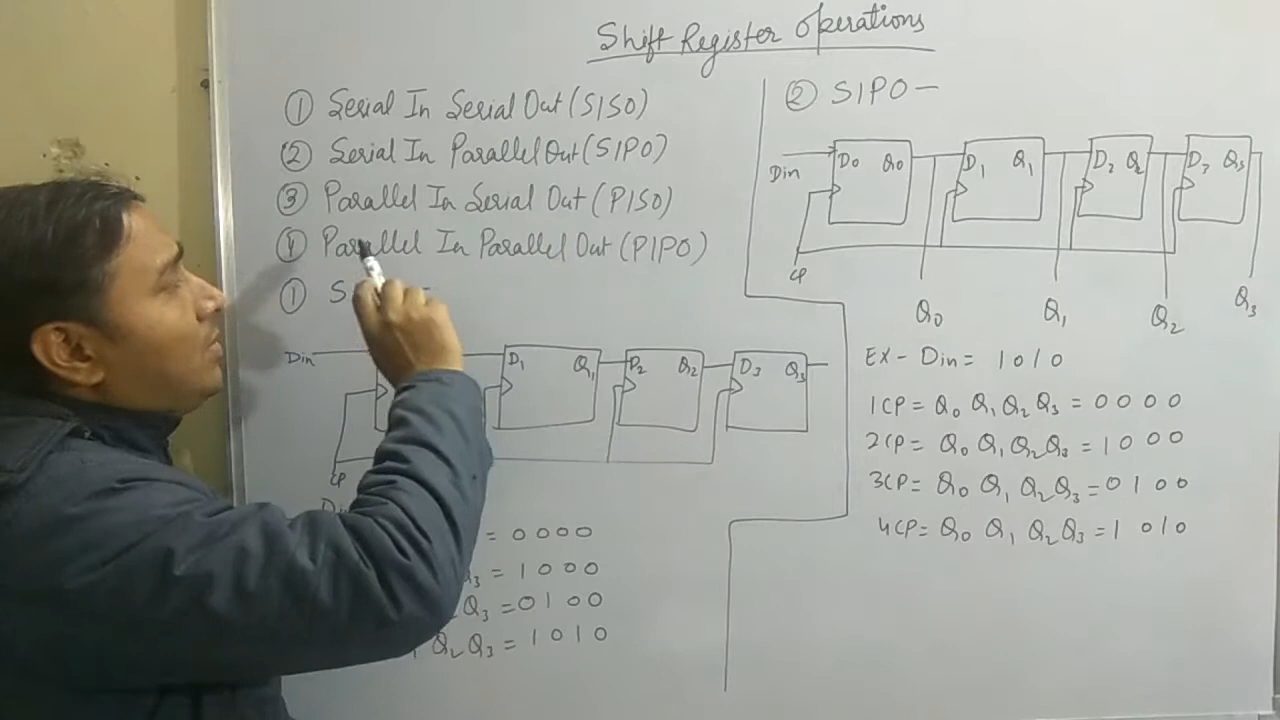 Shift Register Operations
① Serial In Serial Out (SISO)
② Serial In Parallel Out (SIPO)
③ Parallel In Serial Out (PISO)
④ Parallel In Parallel Out (PIPO)
①
Din D1 Q1 D2 Q2 D3 Q3
CP
= 0000
3 = 1000
Q3 = 0100
Q2 Q3 = 1010
② SIPO -
Din D0 Q0 D1 Q1 D2 Q2 Q3
CP
Q0 Q1 Q2 Q3
EX - Din = 1010
1CP = Q0 Q1 Q2 Q3 = 0000
2CP = Q0 Q1 Q2 Q3 = 1000
3CP = Q0 Q1 Q2 Q3 = 0100
4CP = Q0 Q1 Q2 Q3 = 1010